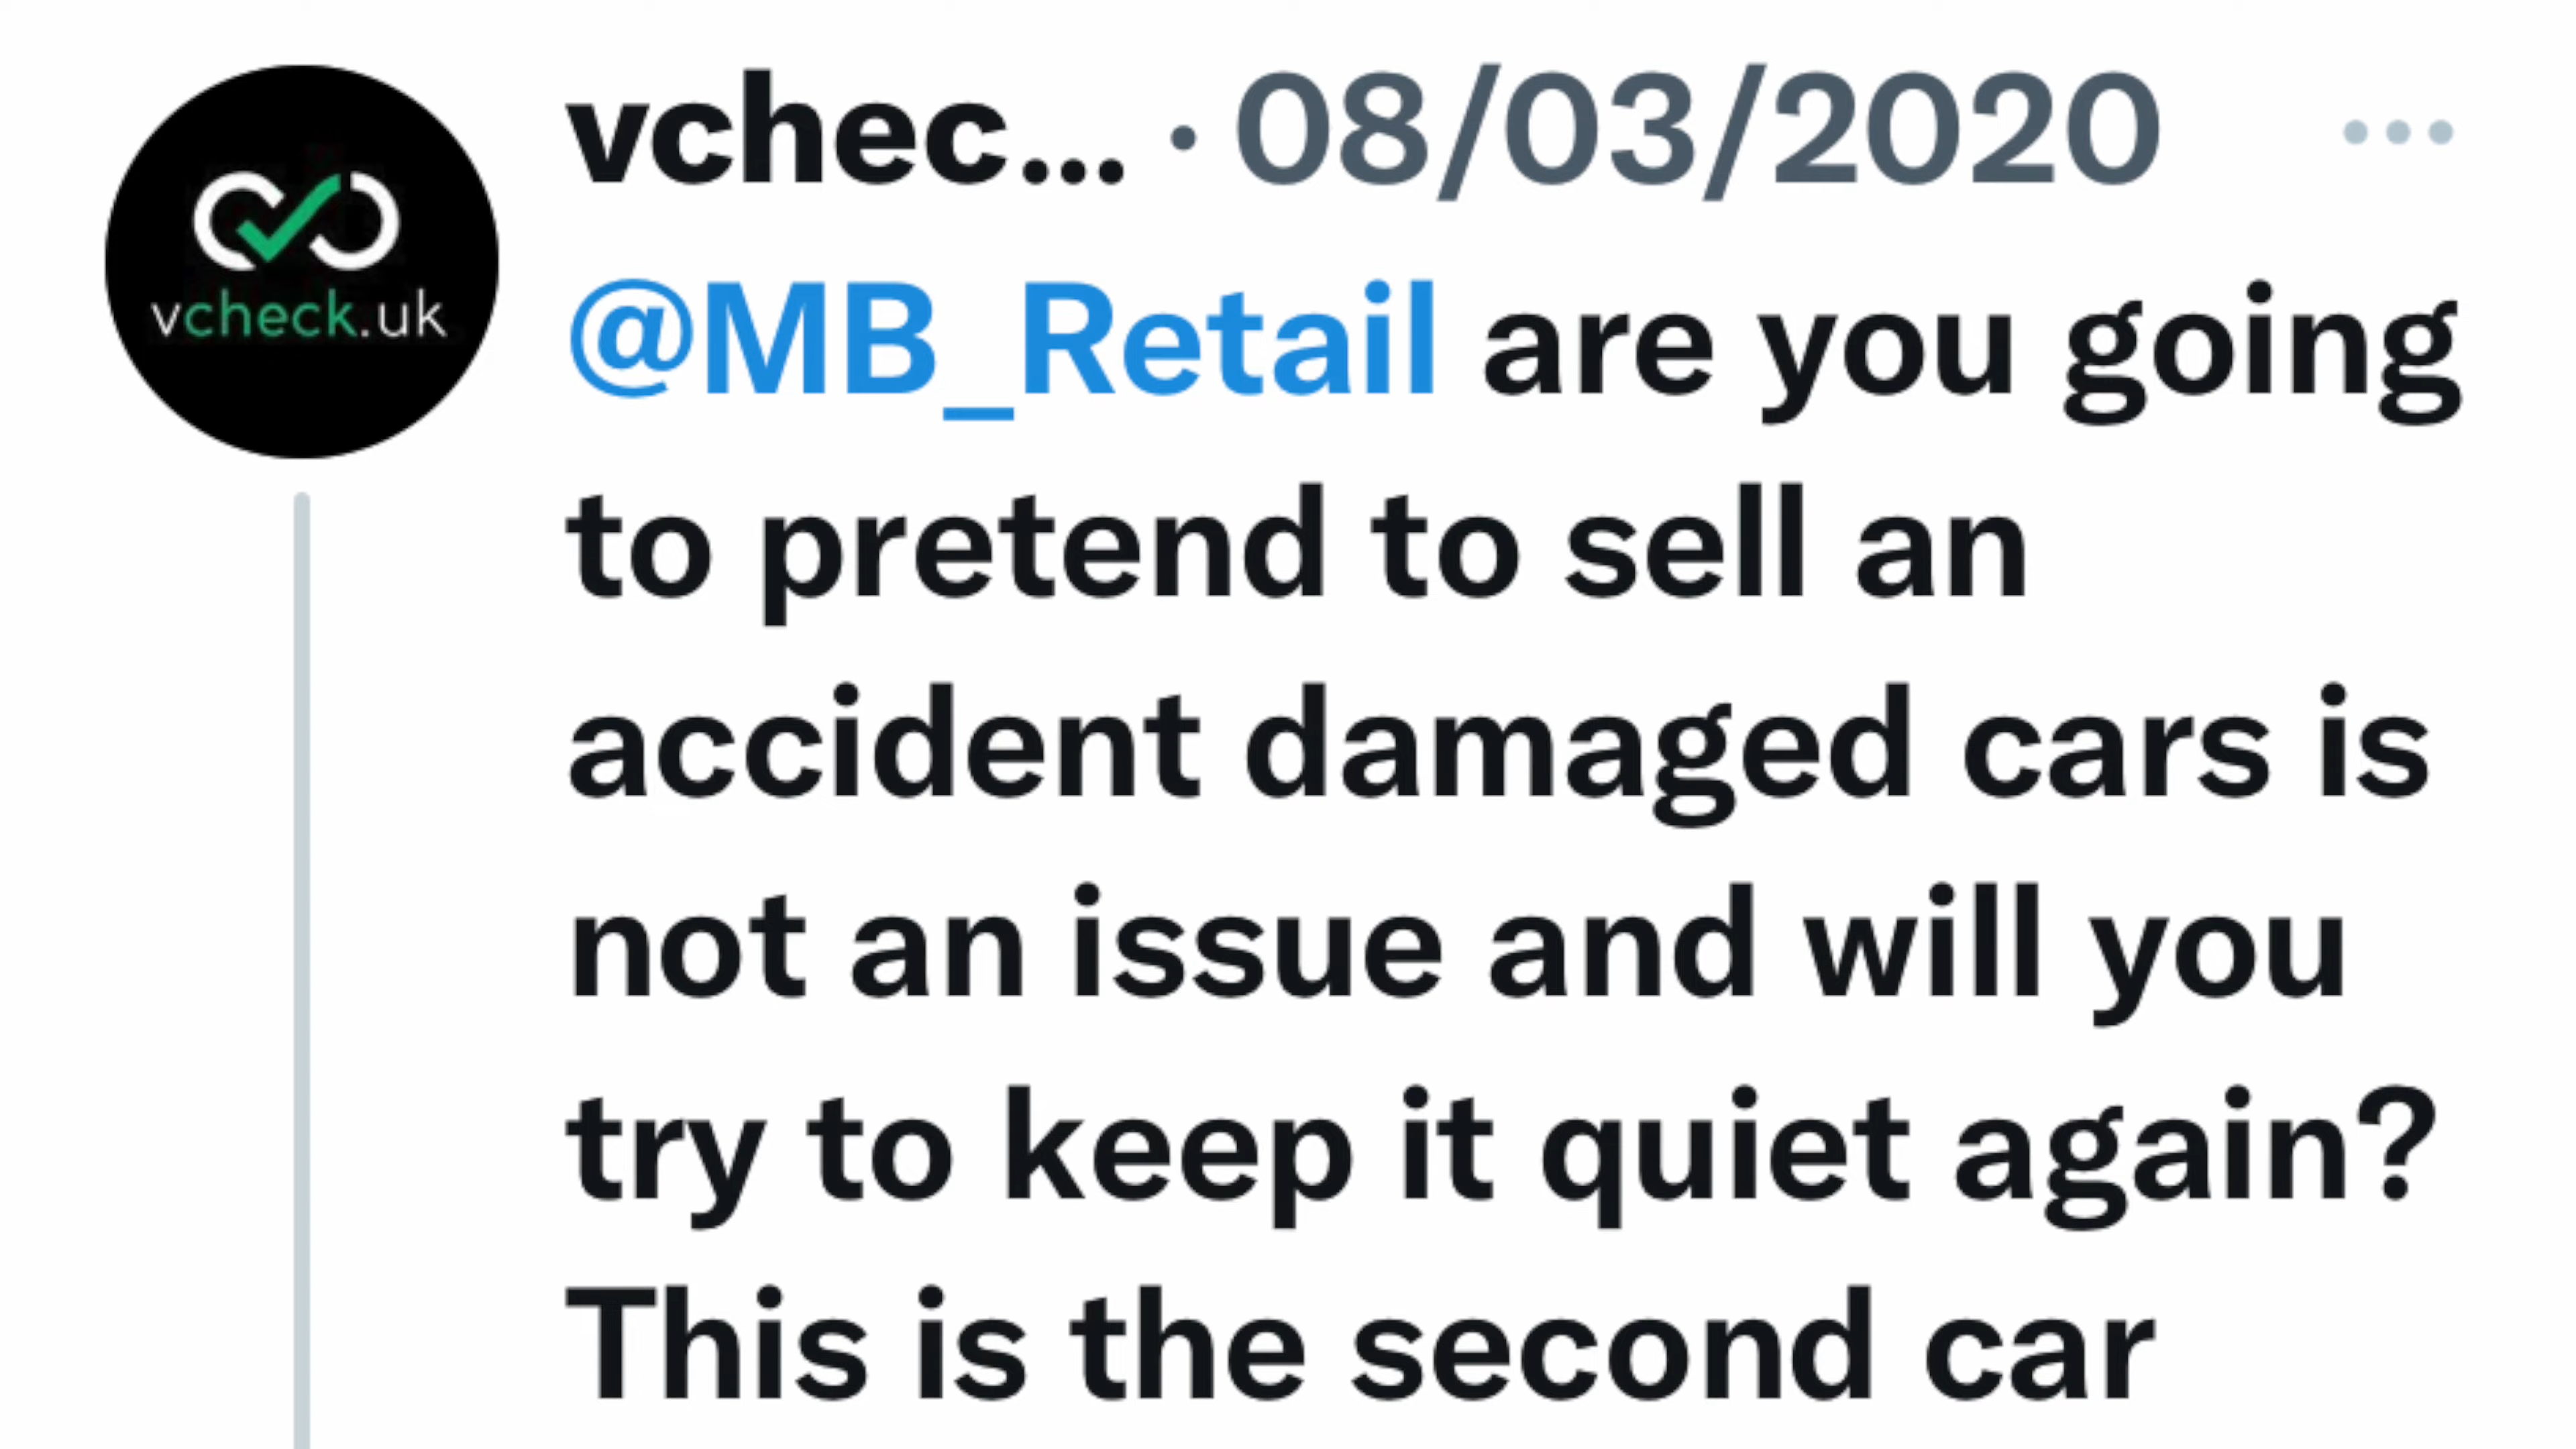 vchec... · 08/03/2020
vcheck.uk
@MB_Retail are you going
to pretend to sell an
accident damaged cars is
not an issue and will you
try to keep it quiet again?
This is the second car